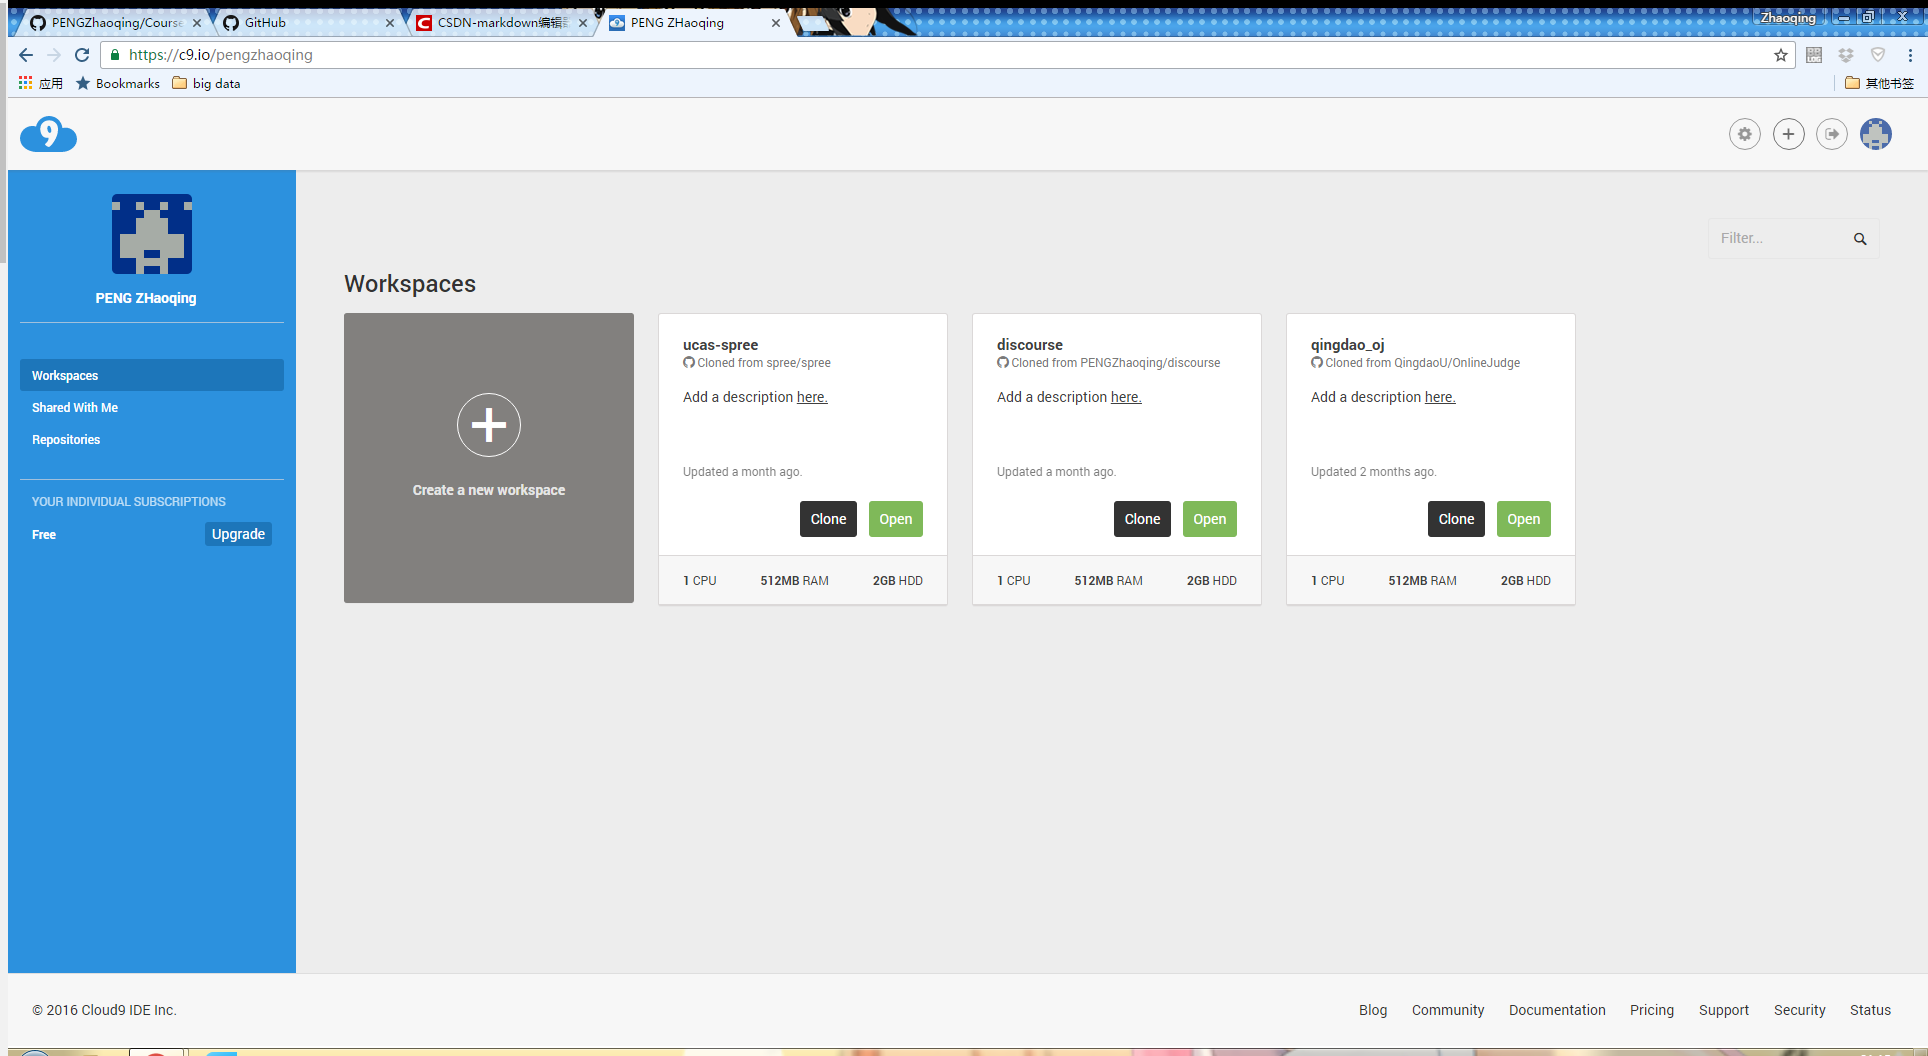 PENGZhaoqing/Course
GitHub
CSDN-markdown编辑
PENG ZHaoqing
Zhaoqing
https://c9.io/pengzhaoqing
应用
Bookmarks
big data
其他书签
9
PENG ZHaoqing
Workspaces
Shared With Me
Repositories
YOUR INDIVIDUAL SUBSCRIPTIONS
Free
Upgrade
Filter...
Workspaces
Create a new workspace
ucas-spree
Cloned from spree/spree
Add a description here.
Updated a month ago.
Clone
Open
1 CPU
512MB RAM
2GB HDD
discourse
Cloned from PENGZhaoqing/discourse
Add a description here.
Updated a month ago.
Clone
Open
1 CPU
512MB RAM
2GB HDD
qingdao_oj
Cloned from QingdaoU/OnlineJudge
Add a description here.
Updated 2 months ago.
Clone
Open
1 CPU
512MB RAM
2GB HDD
© 2016 Cloud9 IDE Inc.
Blog
Community
Documentation
Pricing
Support
Security
Status